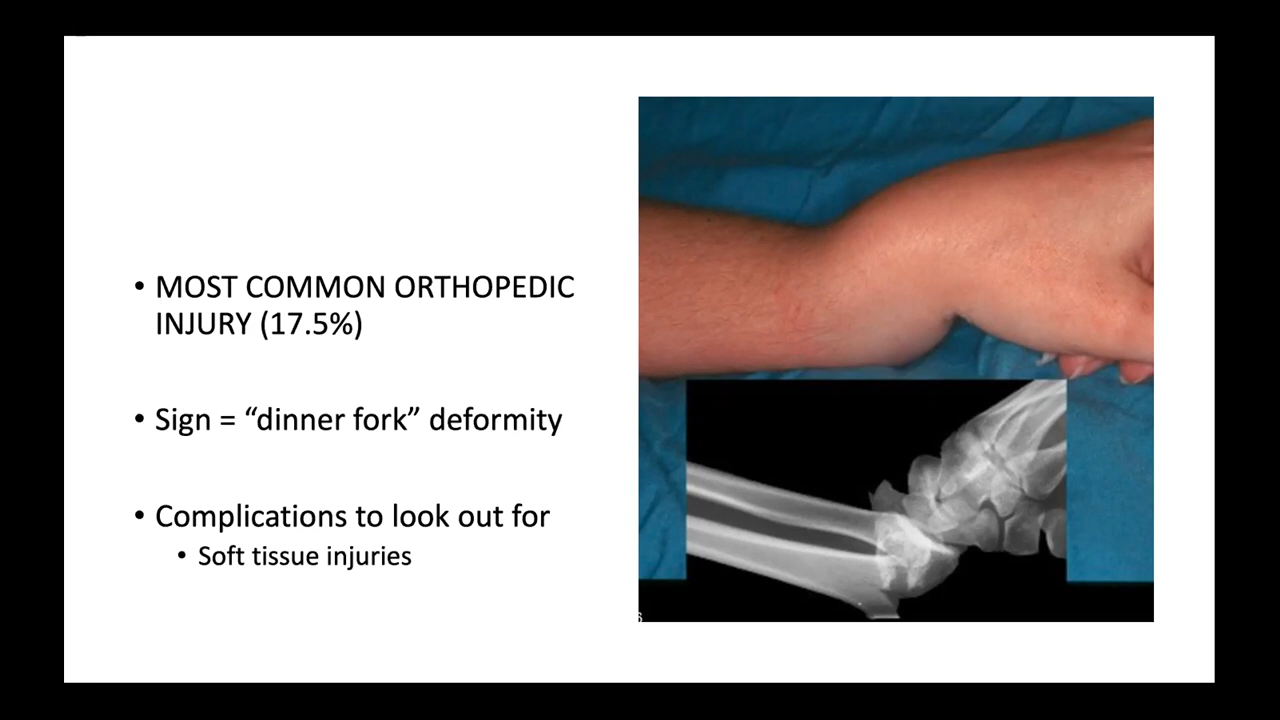 • MOST COMMON ORTHOPEDIC
INJURY (17.5%)
• Sign = “dinner fork” deformity
• Complications to look out for
• Soft tissue injuries